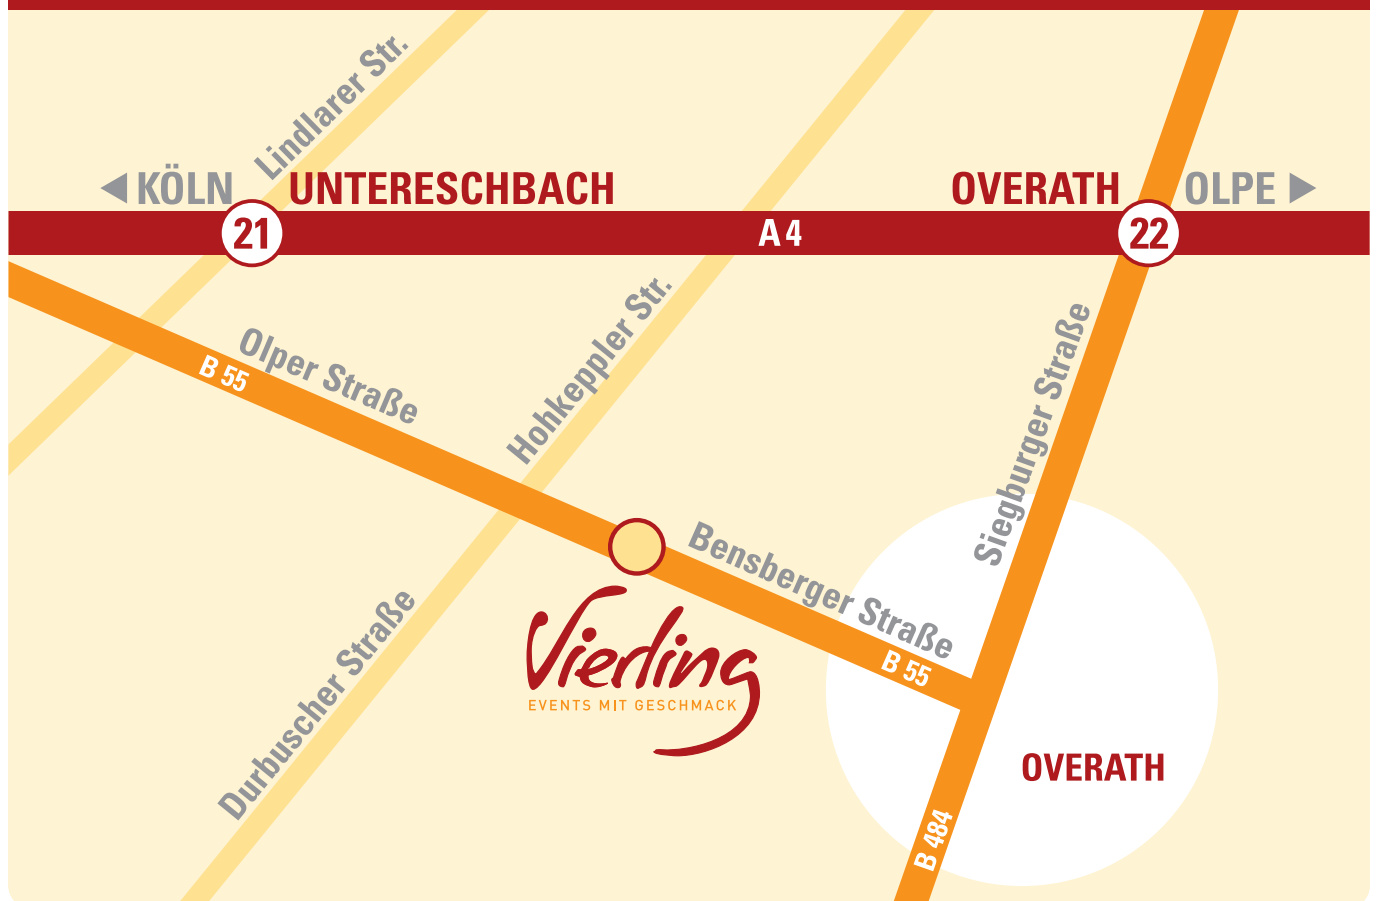 Lindlarer Str.
KÖLN
UNTERESCHBACH
OVERATH
OLPE
21
A 4
22
Olper Straße
B 55
Hohkeppler Str.
Siegburger Straße
Bensberger Straße
B 55
Durbuscher Straße
Vierling
EVENTS MIT GESCHMACK
OVERATH
B 484